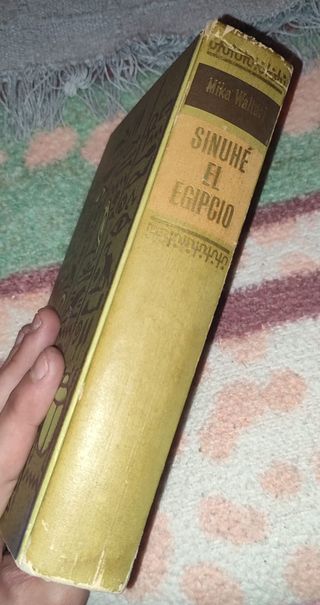 Mika Waltari
SINUHÉ
EL
EGIPCIO